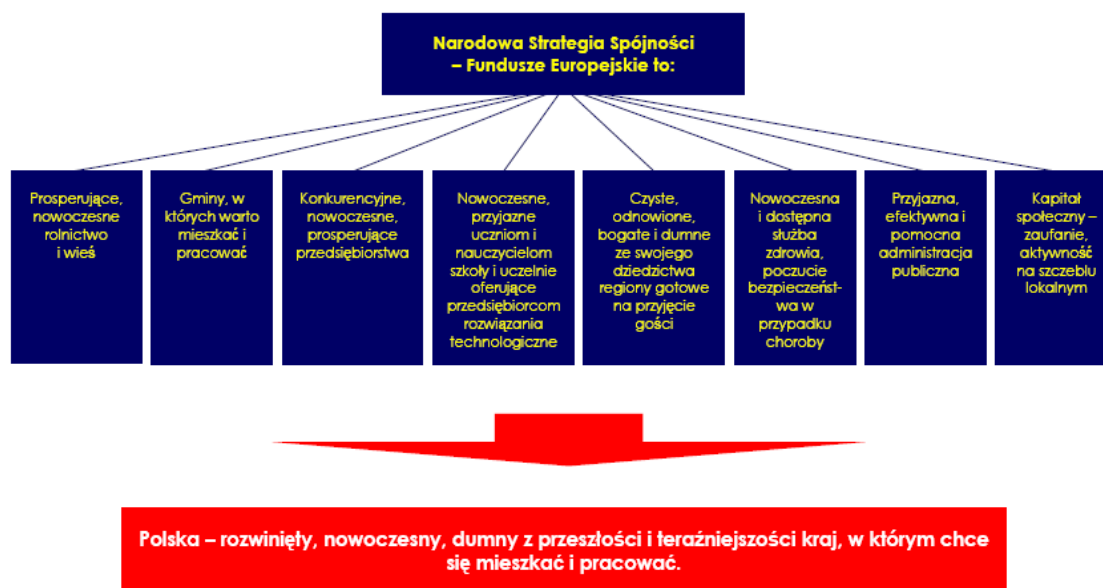 Narodowa Strategia Spójności
– Fundusze Europejskie to:
Prosperujące,
nowoczesne
rolnictwo
i wieś
Gminy, w
których warto
mieszkać i
pracować
Konkurencyjne,
nowoczesne,
prosperujące
przedsiębiorstwa
Nowoczesne,
przyjazne
uczniom i
nauczycielom
szkoły i uczelnie
oferujące
przedsiębiorcom
rozwiązania
technologiczne
Czyste,
odnowione,
bogate i dumne
ze swojego
dziedzictwa
regiony gotowe
na przyjęcie
gości
Nowoczesna
i dostępna
służba
zdrowia,
poczucie
bezpieczeńst-
wa w
przypadku
choroby
Przyjazna,
efektywna i
pomocna
administracja
publiczna
Kapitał
społeczny –
zaufanie,
aktywność
na szczeblu
lokalnym
Polska – rozwinięty, nowoczesny, dumny z przeszłości i teraźniejszości kraj, w którym chce
się mieszkać i pracować.